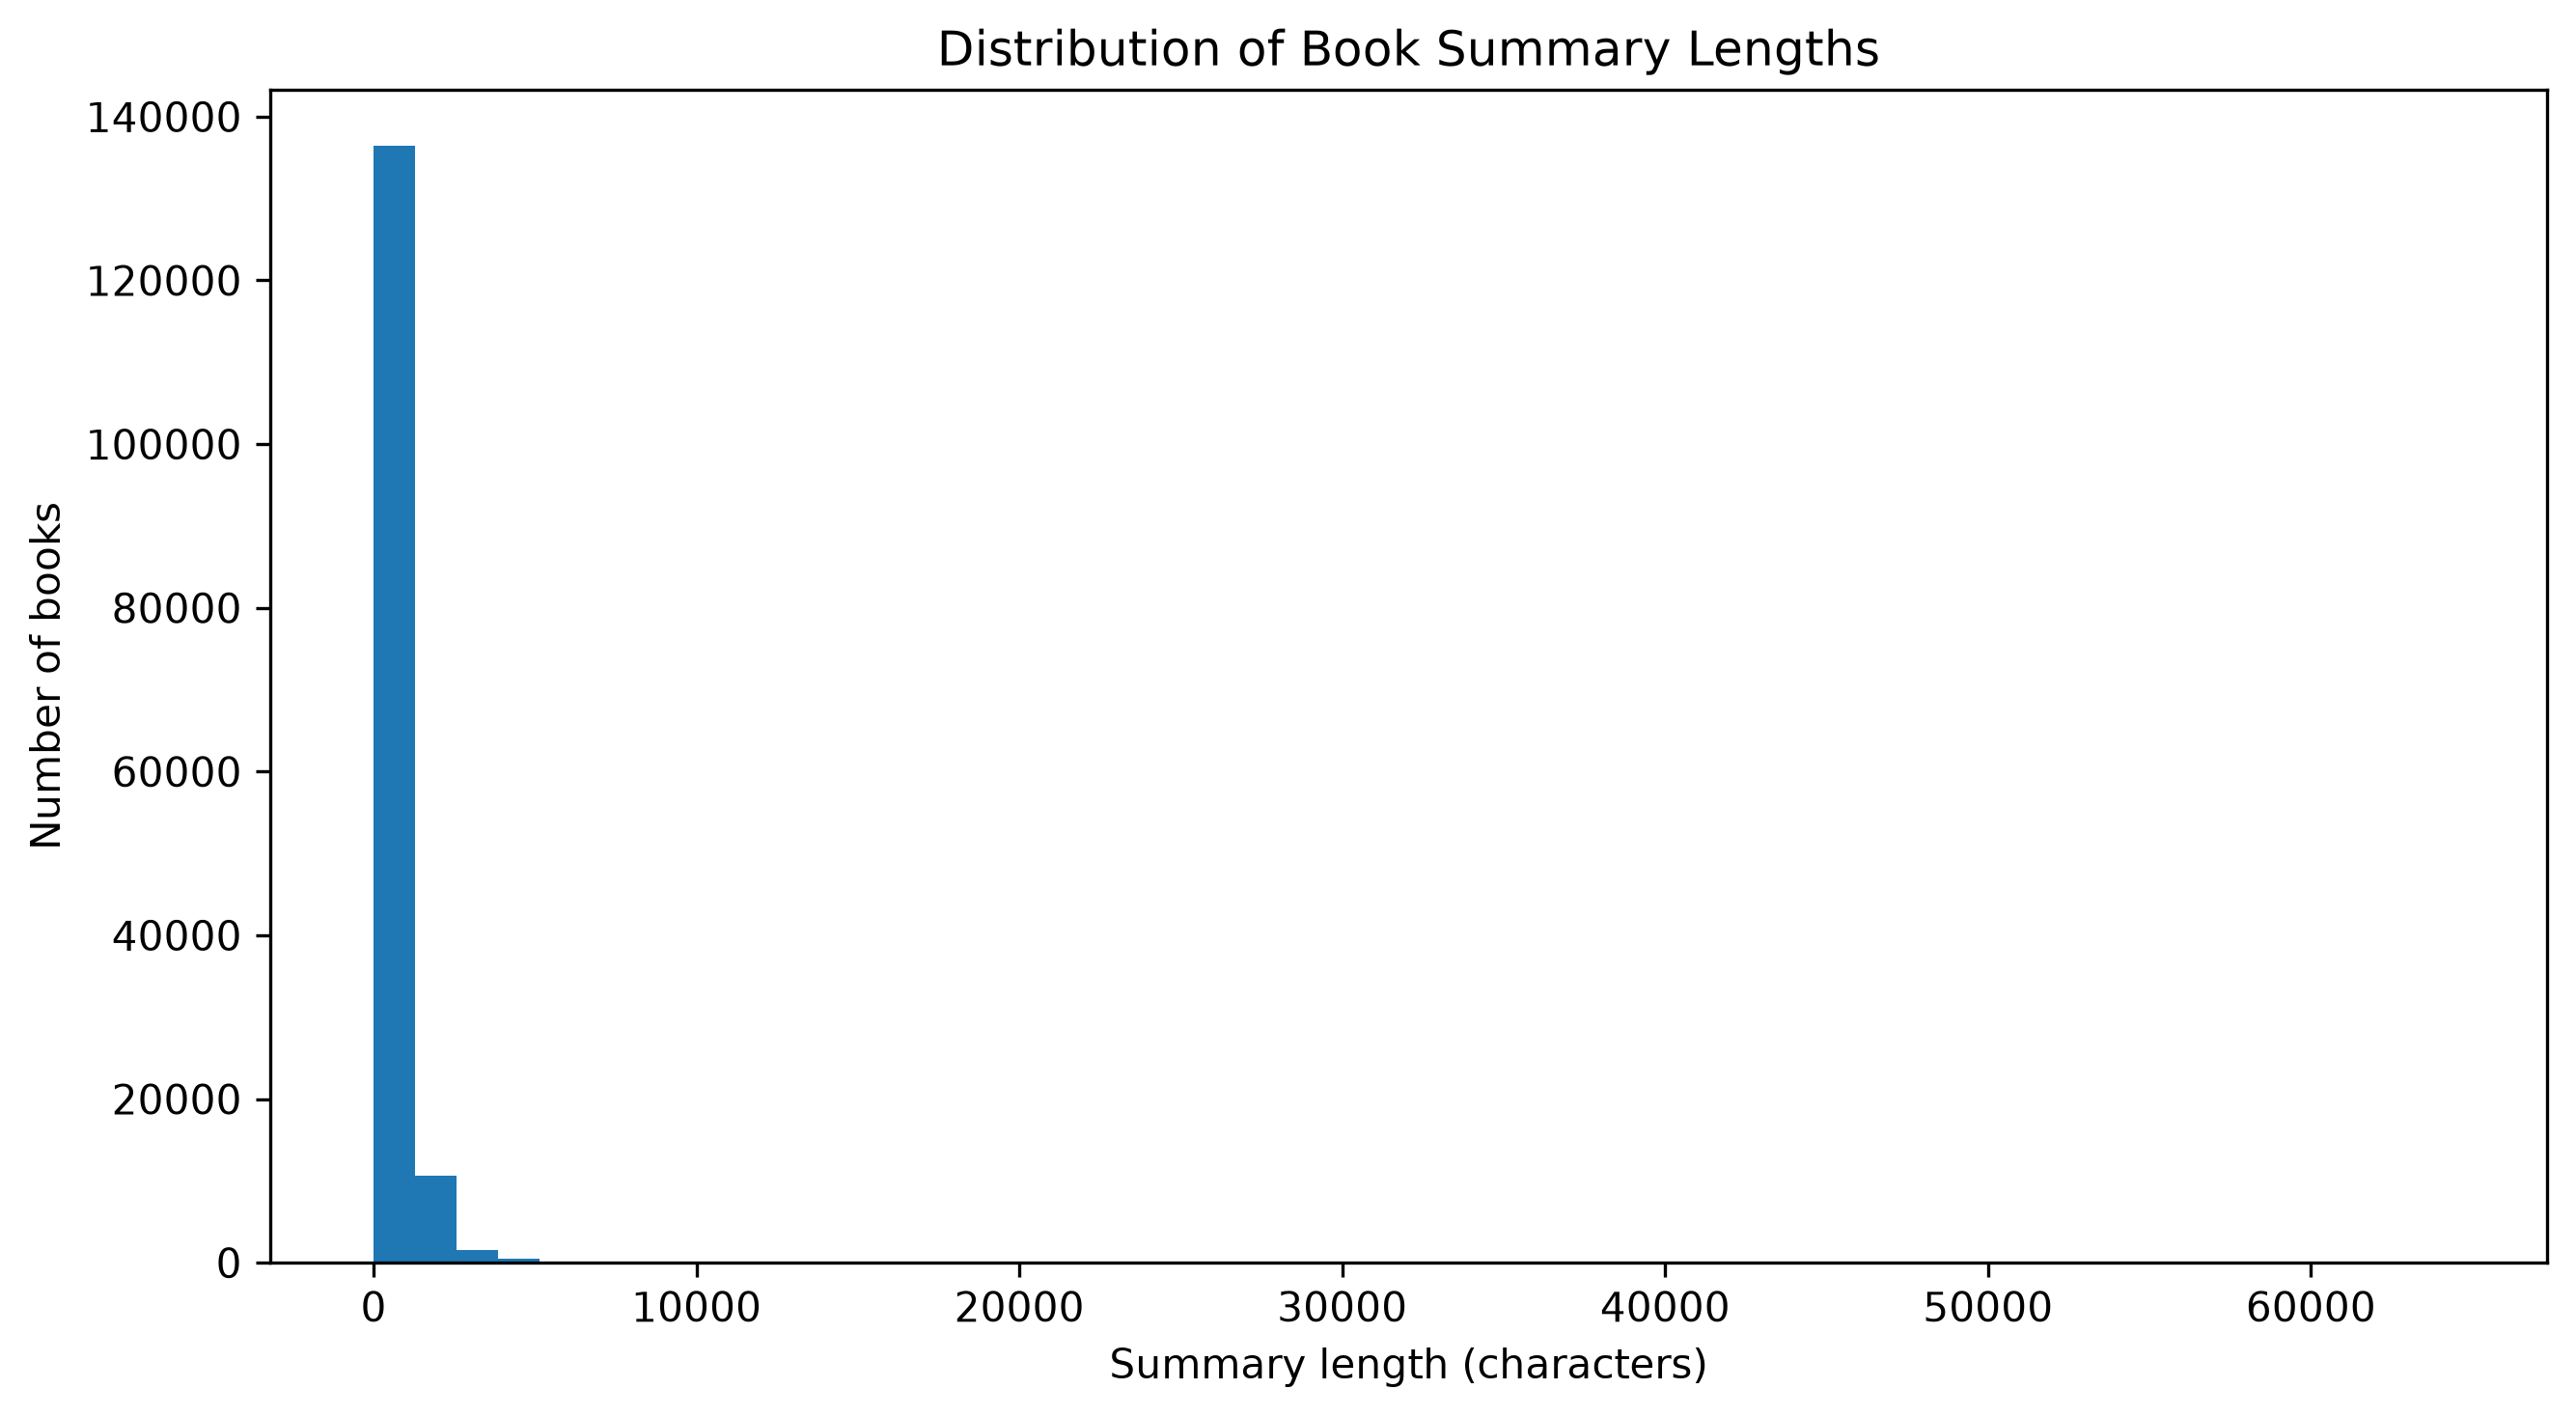 Distribution of Book Summary Lengths
140000
120000
100000
80000
60000
40000
20000
0
Number of books
0 10000 20000 30000 40000 50000 60000
Summary length (characters)